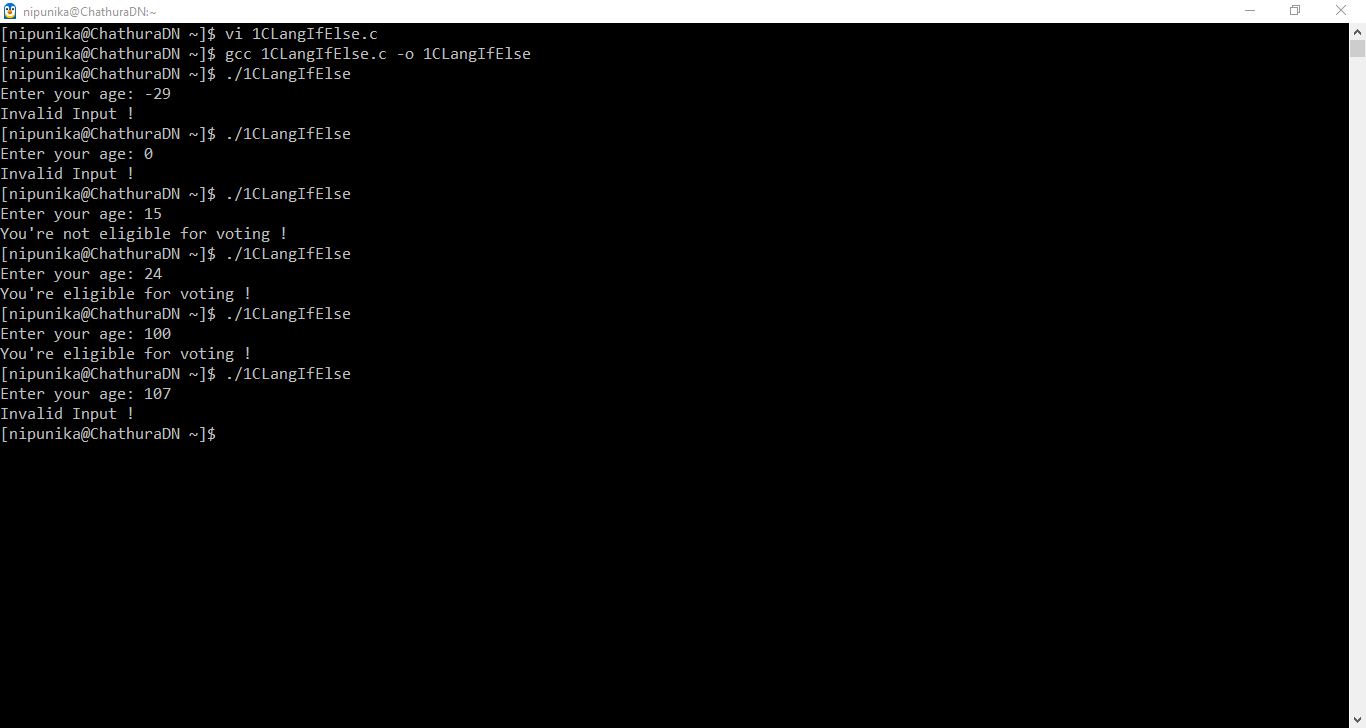 nipunika@ChathuraDN:~
[nipunika@ChathuraDN ~]$ vi 1CLangIfElse.c
[nipunika@ChathuraDN ~]$ gcc 1CLangIfElse.c -o 1CLangIfElse
[nipunika@ChathuraDN ~]$ ./1CLangIfElse
Enter your age: -29
Invalid Input !
[nipunika@ChathuraDN ~]$ ./1CLangIfElse
Enter your age: 0
Invalid Input !
[nipunika@ChathuraDN ~]$ ./1CLangIfElse
Enter your age: 15
You're not eligible for voting !
[nipunika@ChathuraDN ~]$ ./1CLangIfElse
Enter your age: 24
You're eligible for voting !
[nipunika@ChathuraDN ~]$ ./1CLangIfElse
Enter your age: 100
You're eligible for voting !
[nipunika@ChathuraDN ~]$ ./1CLangIfElse
Enter your age: 107
Invalid Input !
[nipunika@ChathuraDN ~]$